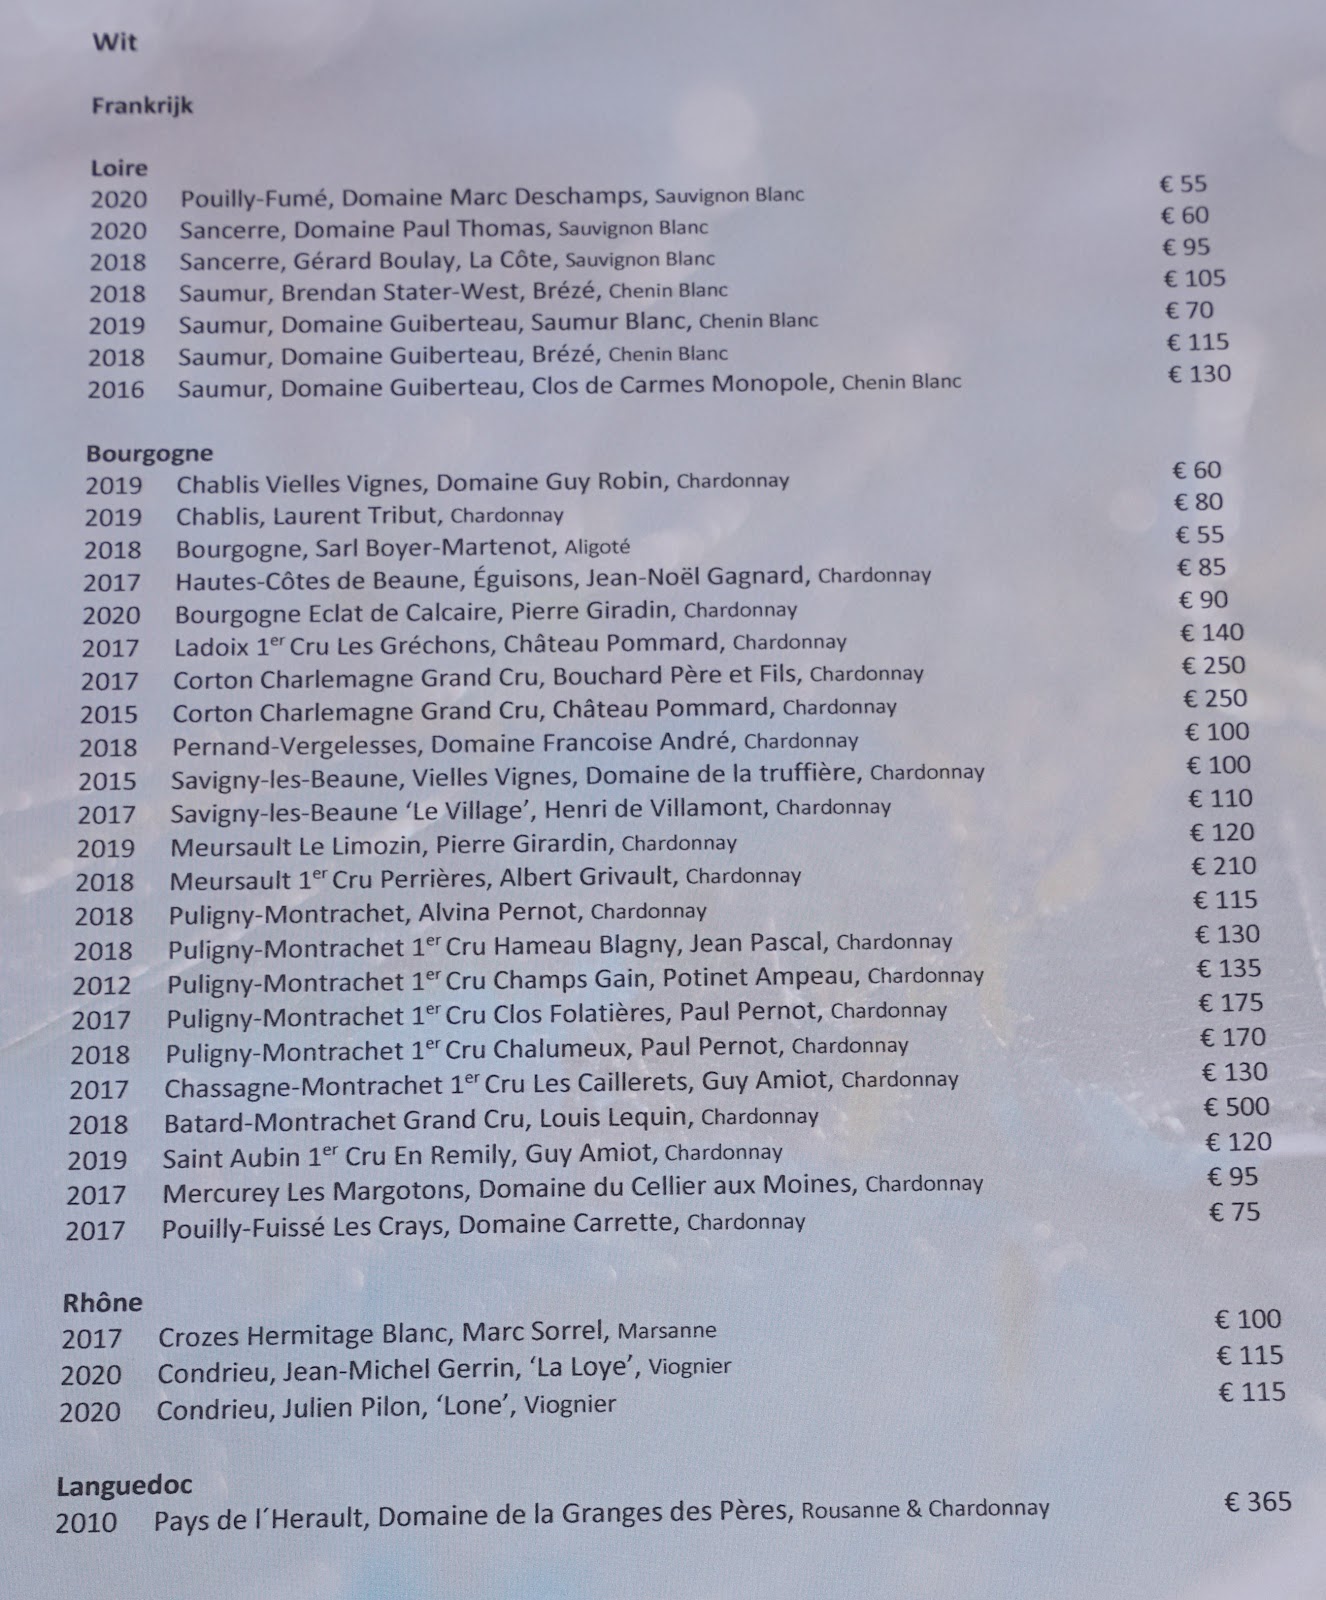 Wit
Frankrijk
Loire
2020 Pouilly-Fumé, Domaine Marc Deschamps, Sauvignon Blanc € 55
2020 Sancerre, Domaine Paul Thomas, Sauvignon Blanc € 60
2018 Sancerre, Gérard Boulay, La Côte, Sauvignon Blanc € 95
2018 Saumur, Brendan Stater-West, Brézé, Chenin Blanc € 105
2019 Saumur, Domaine Guiberteau, Saumur Blanc, Chenin Blanc € 70
2018 Saumur, Domaine Guiberteau, Brézé, Chenin Blanc € 115
2016 Saumur, Domaine Guiberteau, Clos de Carmes Monopole, Chenin Blanc € 130
Bourgogne
2019 Chablis Vielles Vignes, Domaine Guy Robin, Chardonnay € 60
2019 Chablis, Laurent Tribut, Chardonnay € 80
2018 Bourgogne, Sarl Boyer-Martenot, Aligoté € 55
2017 Hautes-Côtes de Beaune, Éguisons, Jean-Noël Gagnard, Chardonnay € 85
2020 Bourgogne Eclat de Calcaire, Pierre Giradin, Chardonnay € 90
2017 Ladoix 1er Cru Les Gréchons, Château Pommard, Chardonnay € 140
2017 Corton Charlemagne Grand Cru, Bouchard Père et Fils, Chardonnay € 250
2015 Corton Charlemagne Grand Cru, Château Pommard, Chardonnay € 250
2018 Pernand-Vergelesses, Domaine Francoise André, Chardonnay € 100
2015 Savigny-les-Beaune, Vielles Vignes, Domaine de la truffière, Chardonnay € 100
2017 Savigny-les-Beaune ‘Le Village’, Henri de Villamont, Chardonnay € 110
2019 Meursault Le Limozin, Pierre Girardin, Chardonnay € 120
2018 Meursault 1er Cru Perrières, Albert Grivault, Chardonnay € 210
2018 Puligny-Montrachet, Alvina Pernot, Chardonnay € 115
2018 Puligny-Montrachet 1er Cru Hameau Blagny, Jean Pascal, Chardonnay € 130
2012 Puligny-Montrachet 1er Cru Champs Gain, Potinet Ampeau, Chardonnay € 135
2017 Puligny-Montrachet 1er Cru Clos Folatières, Paul Pernot, Chardonnay € 175
2018 Puligny-Montrachet 1er Cru Chalumeux, Paul Pernot, Chardonnay € 170
2017 Chassagne-Montrachet 1er Cru Les Caillerets, Guy Amiot, Chardonnay € 130
2018 Batard-Montrachet Grand Cru, Louis Lequin, Chardonnay € 500
2019 Saint Aubin 1er Cru En Remily, Guy Amiot, Chardonnay € 120
2017 Mercurey Les Margotons, Domaine du Cellier aux Moines, Chardonnay € 95
2017 Pouilly-Fuissé Les Crays, Domaine Carrette, Chardonnay € 75
Rhône
2017 Crozes Hermitage Blanc, Marc Sorrel, Marsanne € 100
2020 Condrieu, Jean-Michel Gerrin, ‘La Loye’, Viognier € 115
2020 Condrieu, Julien Pilon, ‘Lone’, Viognier € 115
Languedoc
2010 Pays de l´Herault, Domaine de la Granges des Pères, Rousanne & Chardonnay € 365